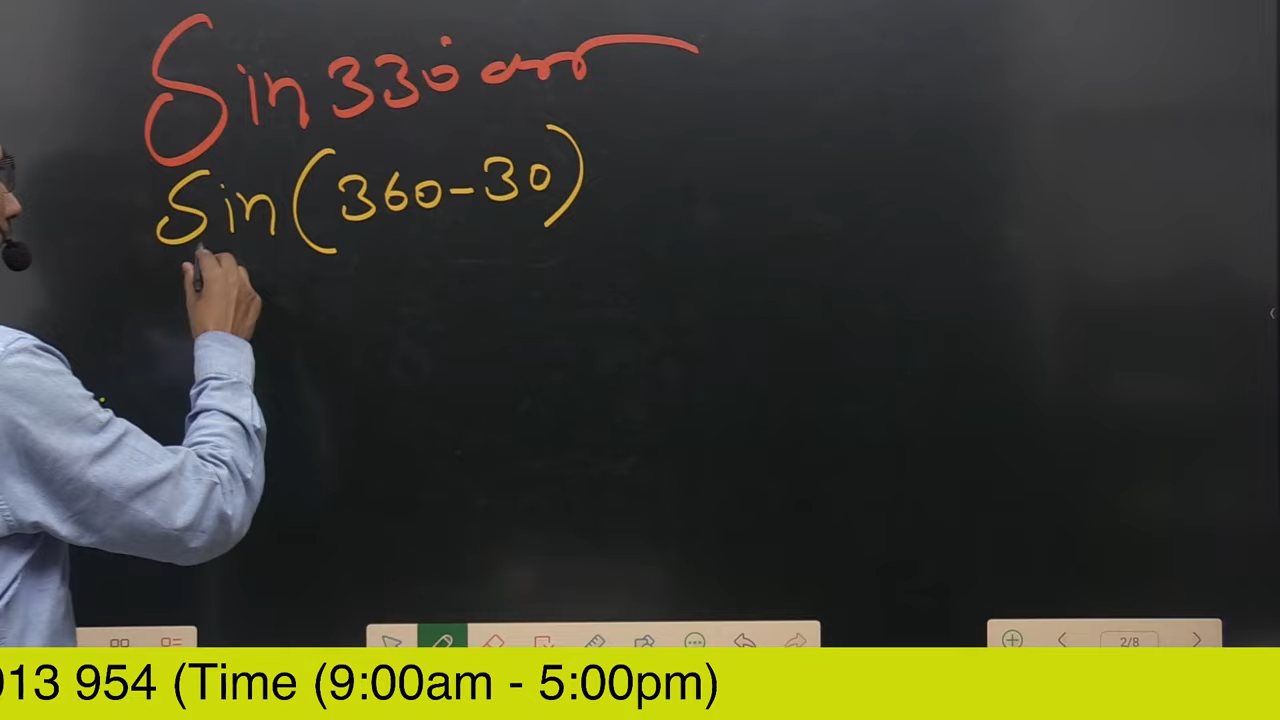 Sin 330°
Sin (360-30)
2/8
013 954 (Time (9:00am - 5:00pm)